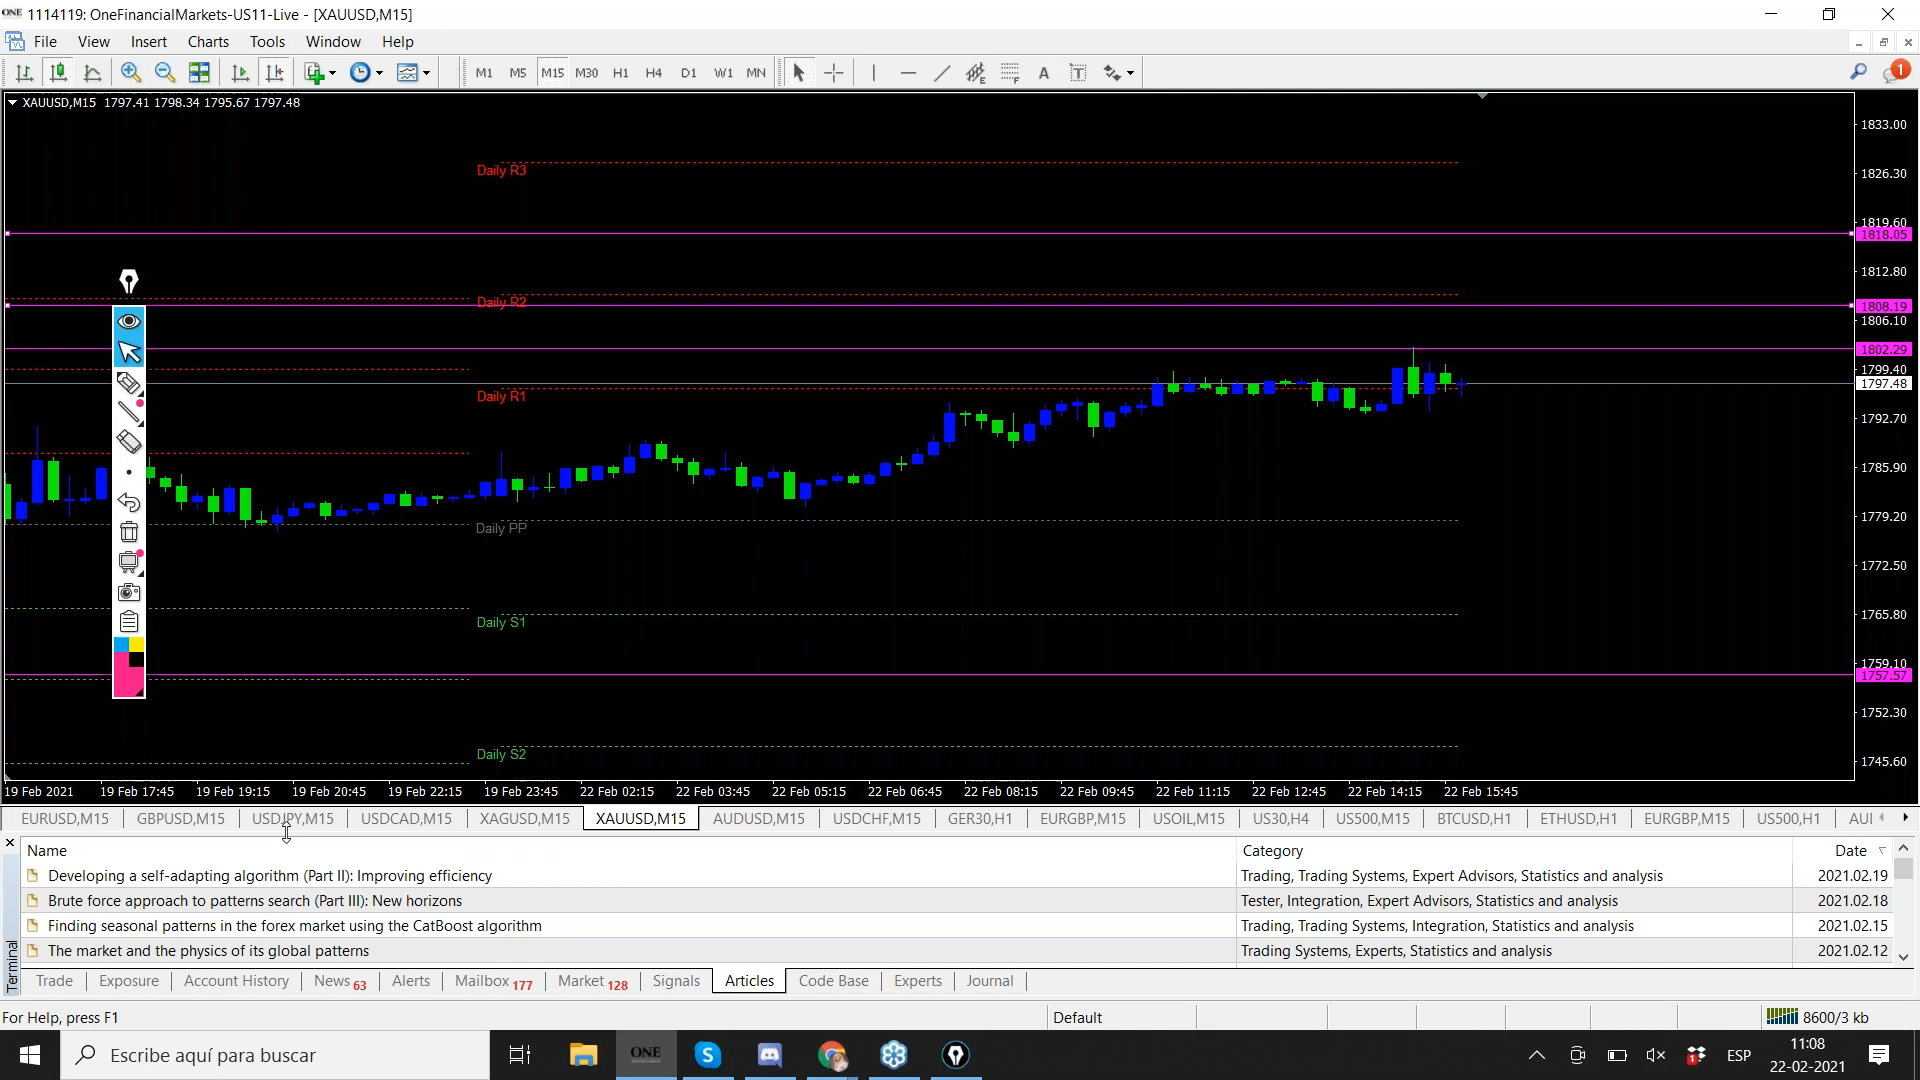 ONE 1114119: OneFinancialMarkets-US11-Live - [XAUUSD,M15]
File View Insert Charts Tools Window Help
M1 M5 M15 M30 H1 H4 D1 W1 MN A T 1
XAUUSD,M15 1797.41 1798.34 1795.67 1797.48
1833.00
Daily R3
1826.30
1819.60
1818.05
1812.80
Daily R2
1808.19
1806.10
1802.29
1799.40
1797.48
Daily R1
1792.70
1785.90
1779.20
Daily PP
1772.50
1765.80
Daily S1
1759.10
1757.57
1752.30
Daily S2
1745.60
19 Feb 2021 19 Feb 17:45 19 Feb 19:15 19 Feb 20:45 19 Feb 22:15 19 Feb 23:45 22 Feb 02:15 22 Feb 03:45 22 Feb 05:15 22 Feb 06:45 22 Feb 08:15 22 Feb 09:45 22 Feb 11:15 22 Feb 12:45 22 Feb 14:15 22 Feb 15:45
EURUSD,M15 GBPUSD,M15 USDJPY,M15 USDCAD,M15 XAGUSD,M15 XAUUSD,M15 AUDUSD,M15 USDCHF,M15 GER30,H1 EURGBP,M15 USOIL,M15 US30,H4 US500,M15 BTCUSD,H1 ETHUSD,H1 EURGBP,M15 US500,H1 AUI
Name Category Date
Developing a self-adapting algorithm (Part II): Improving efficiency Trading, Trading Systems, Expert Advisors, Statistics and analysis 2021.02.19
Brute force approach to patterns search (Part III): New horizons Tester, Integration, Expert Advisors, Statistics and analysis 2021.02.18
Finding seasonal patterns in the forex market using the CatBoost algorithm Trading, Trading Systems, Integration, Statistics and analysis 2021.02.15
The market and the physics of its global patterns Trading Systems, Experts, Statistics and analysis 2021.02.12
Terminal
Trade Exposure Account History News 63 Alerts Mailbox 177 Market 128 Signals Articles Code Base Experts Journal
For Help, press F1 Default 8600/3 kb
Escribe aquí para buscar ONE ESP 11:08
22-02-2021